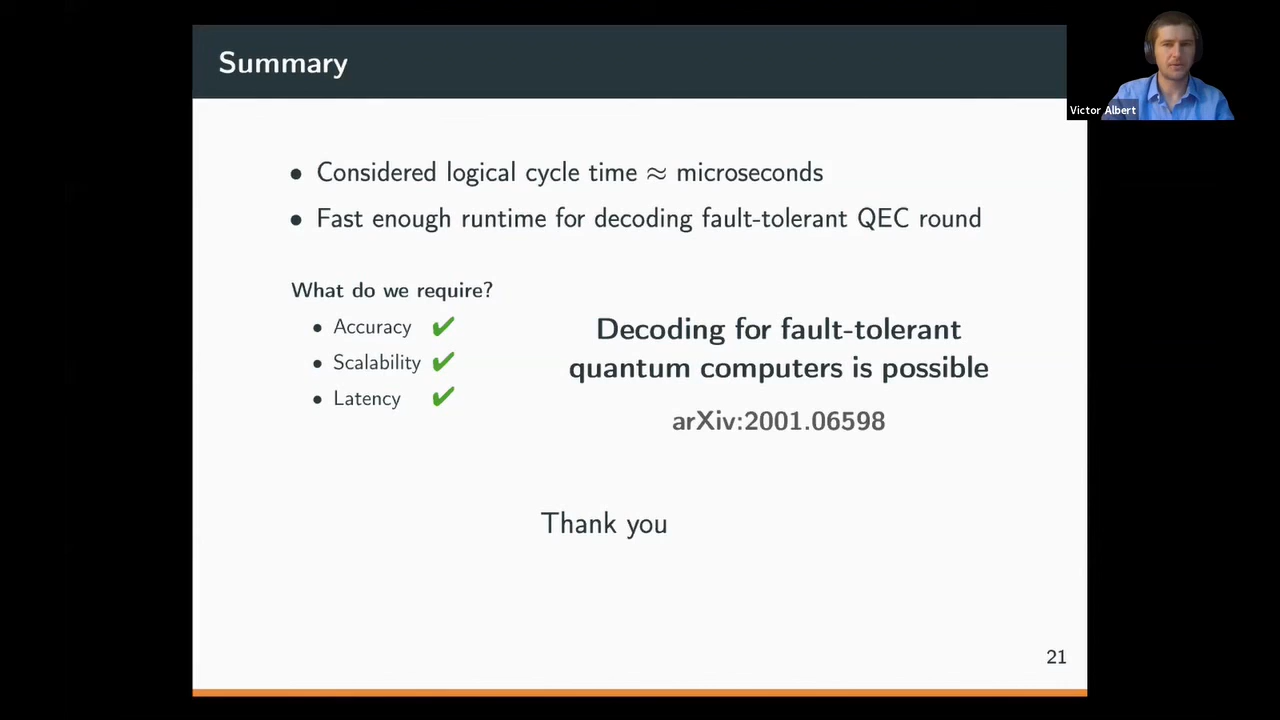 Summary
Victor Albert
• Considered logical cycle time ≈ microseconds
• Fast enough runtime for decoding fault-tolerant QEC round
What do we require?
• Accuracy ✔
• Scalability ✔
• Latency ✔
Decoding for fault-tolerant
quantum computers is possible
arXiv:2001.06598
Thank you
21